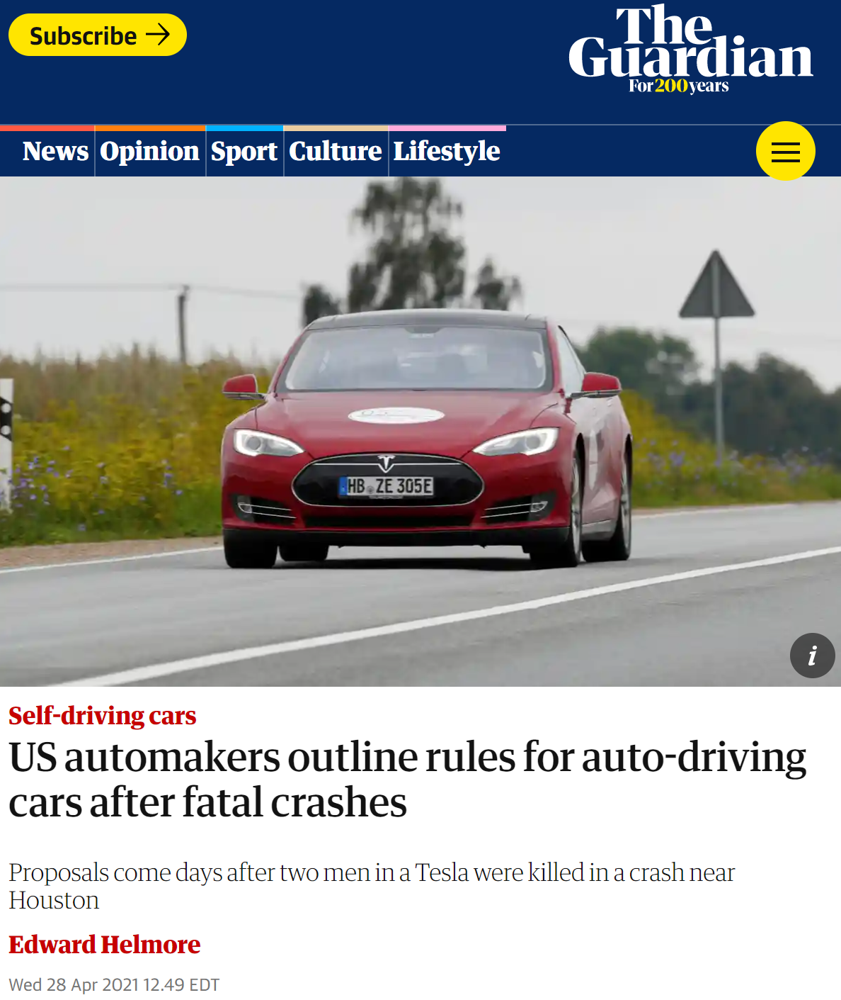 Subscribe
The
Guardian
For 200 years
News Opinion Sport Culture Lifestyle
HB ZE 305E
i
Self-driving cars
US automakers outline rules for auto-driving
cars after fatal crashes
Proposals come days after two men in a Tesla were killed in a crash near
Houston
Edward Helmore
Wed 28 Apr 2021 12.49 EDT